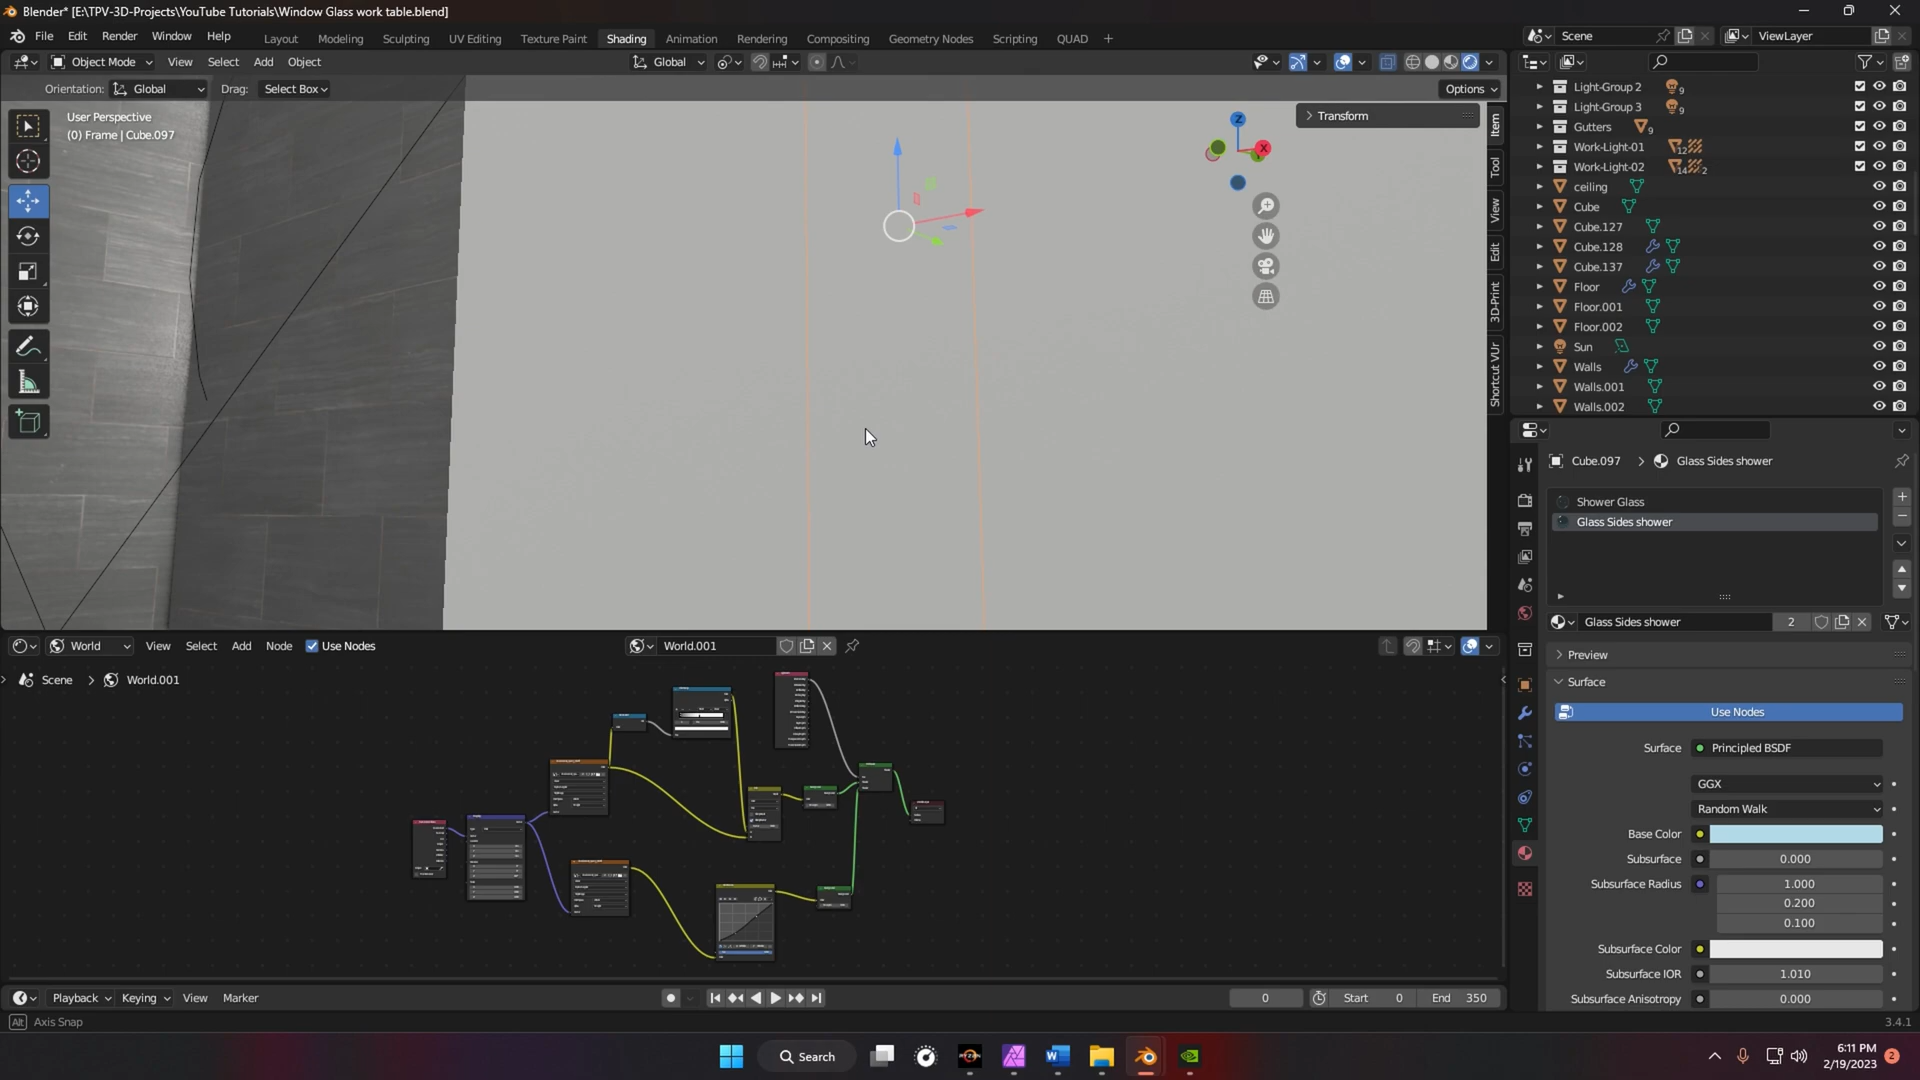 Blender* [E:\TPV-3D-Projects\YouTube Tutorials\Window Glass work table.blend]
File Edit Render Window Help Layout Modeling Sculpting UV Editing Texture Paint Shading Animation Rendering Compositing Geometry Nodes Scripting QUAD + Scene ViewLayer
Object Mode View Select Add Object Global
Orientation: Global Drag: Select Box Options
User Perspective
(0) Frame | Cube.097
Transform
Z
X
Item
Tool
View
Edit
3D-Print
Shortcut VUr
Light-Group 2 9
Light-Group 3 9
Gutters 9
Work-Light-01 12
Work-Light-02 14 2
ceiling
Cube
Cube.127
Cube.128
Cube.137
Floor
Floor.001
Floor.002
Sun
Walls
Walls.001
Walls.002
Cube.097 > Glass Sides shower
Shower Glass
Glass Sides shower
Glass Sides shower 2
Preview
Surface
Use Nodes
Surface Principled BSDF
GGX
Random Walk
Base Color
Subsurface 0.000
Subsurface Radius 1.000
0.200
0.100
Subsurface Color
Subsurface IOR 1.010
Subsurface Anisotropy 0.000
World View Select Add Node Use Nodes World.001
Scene > World.001
Playback Keying View Marker 0 Start 0 End 350
Alt Axis Snap 3.4.1
Search
6:11 PM
2/19/2023 2